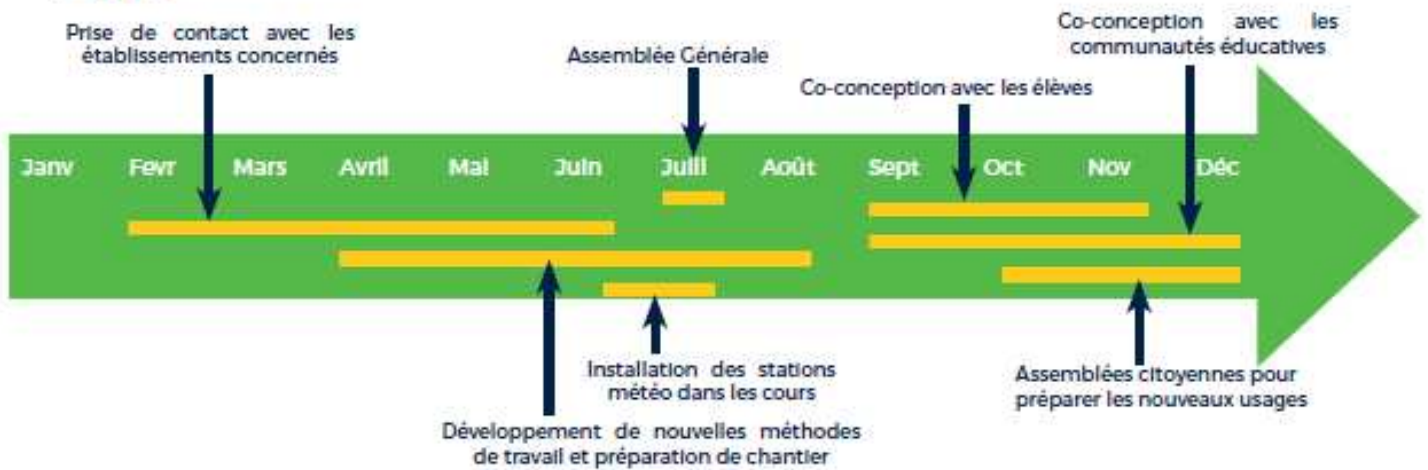 Prise de contact avec les
établissements concernés
Assemblée Générale
Co-conception avec les élèves
Co-conception avec les
communautés éducatives
Janv Fevr Mars Avril Mai Juin Juill Août Sept Oct Nov Déc
Installation des stations
météo dans les cours
Développement de nouvelles méthodes
de travail et préparation de chantier
Assemblées citoyennes pour
préparer les nouveaux usages